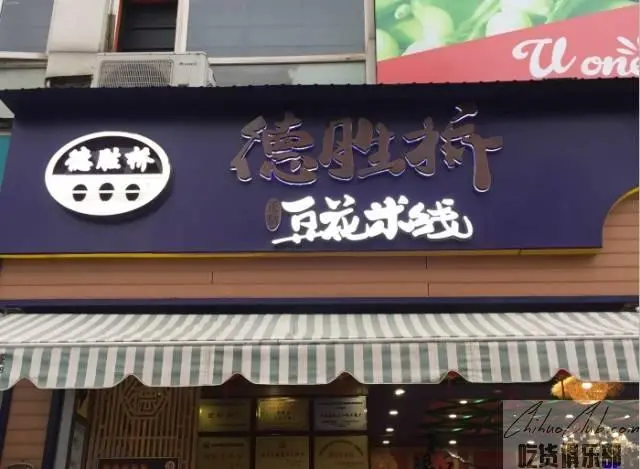 U one
德胜桥
德胜桥
豆花米线
ChihuoClub.com
吃货俱乐部